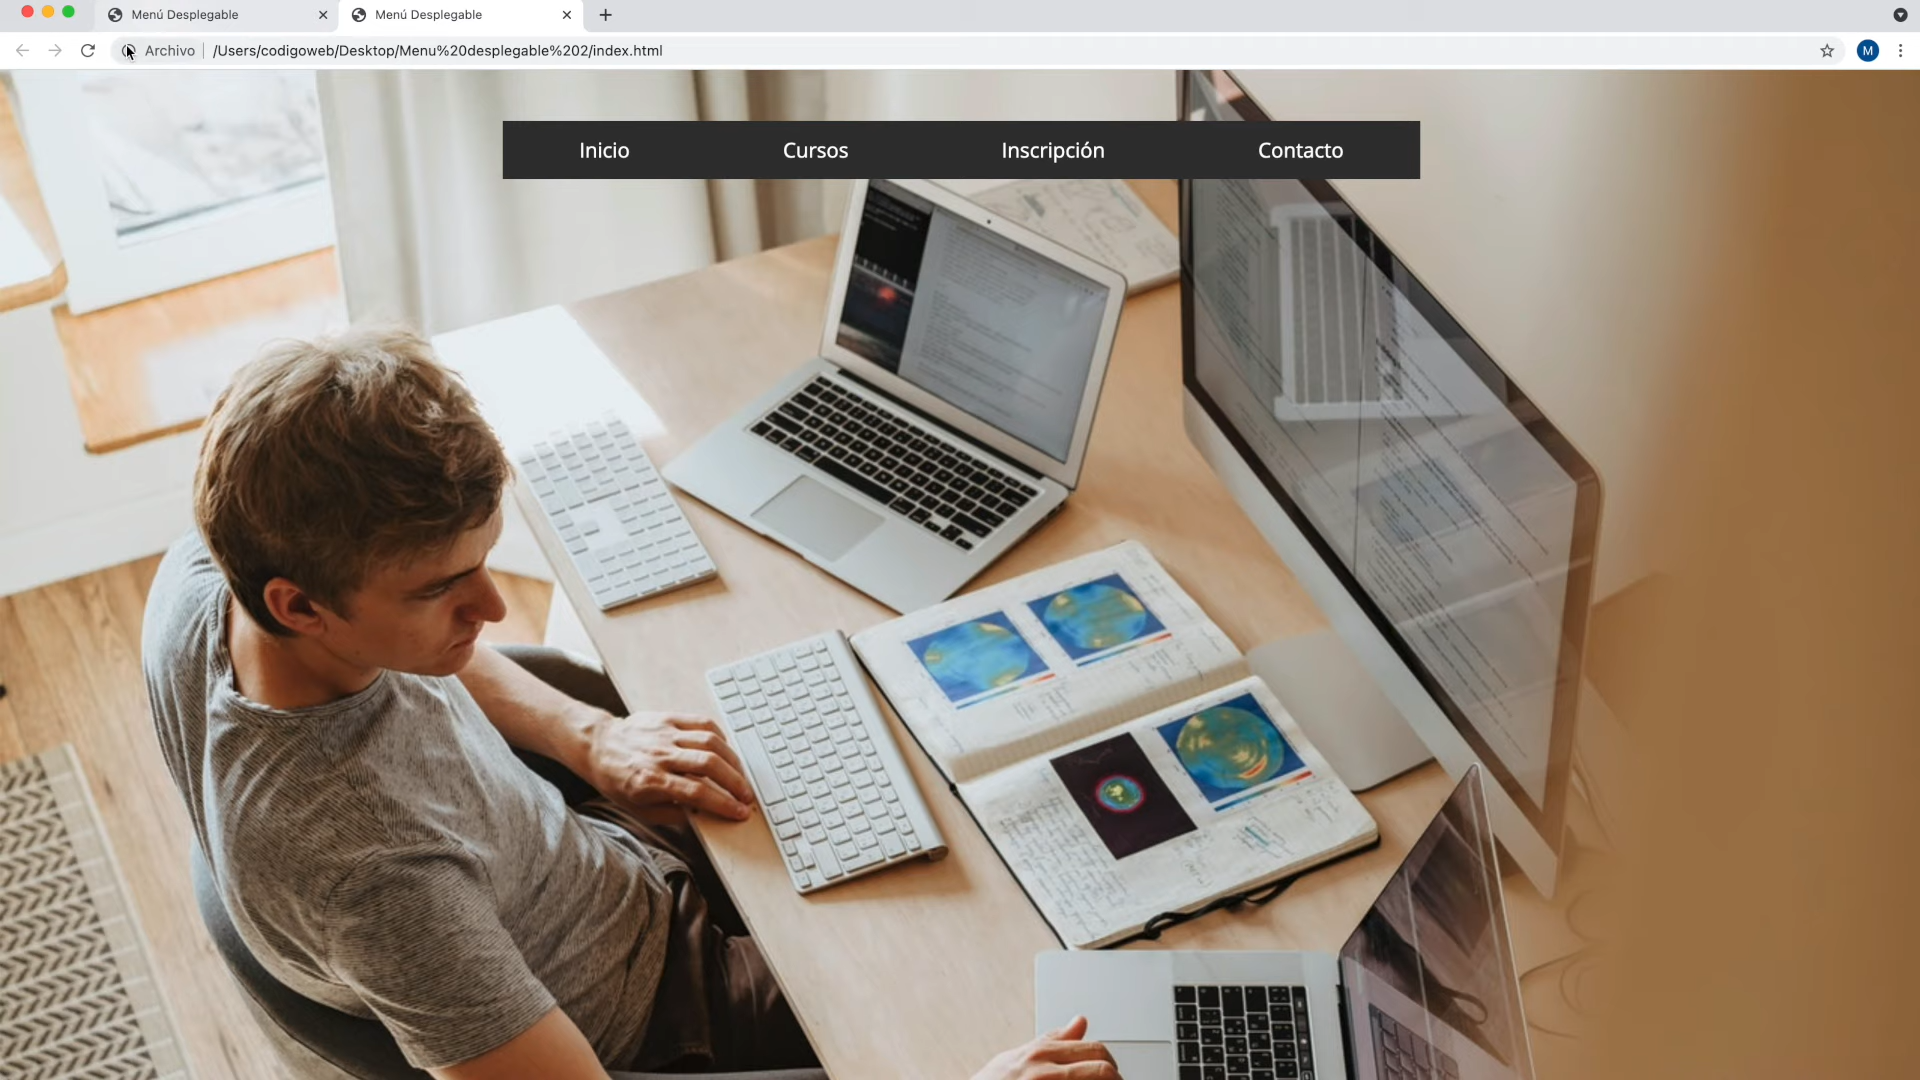 Menú Desplegable
Menú Desplegable
Archivo /Users/codigoweb/Desktop/Menu%20desplegable%202/index.html
M
Inicio Cursos Inscripción Contacto